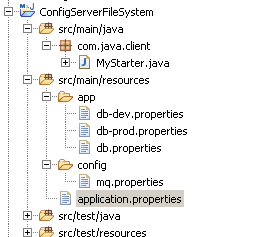 ConfigServerFileSystem
src/main/java
com.java.client
MyStarter.java
src/main/resources
app
db-dev.properties
db-prod.properties
db.properties
config
mq.properties
application.properties
src/test/java
src/test/resources